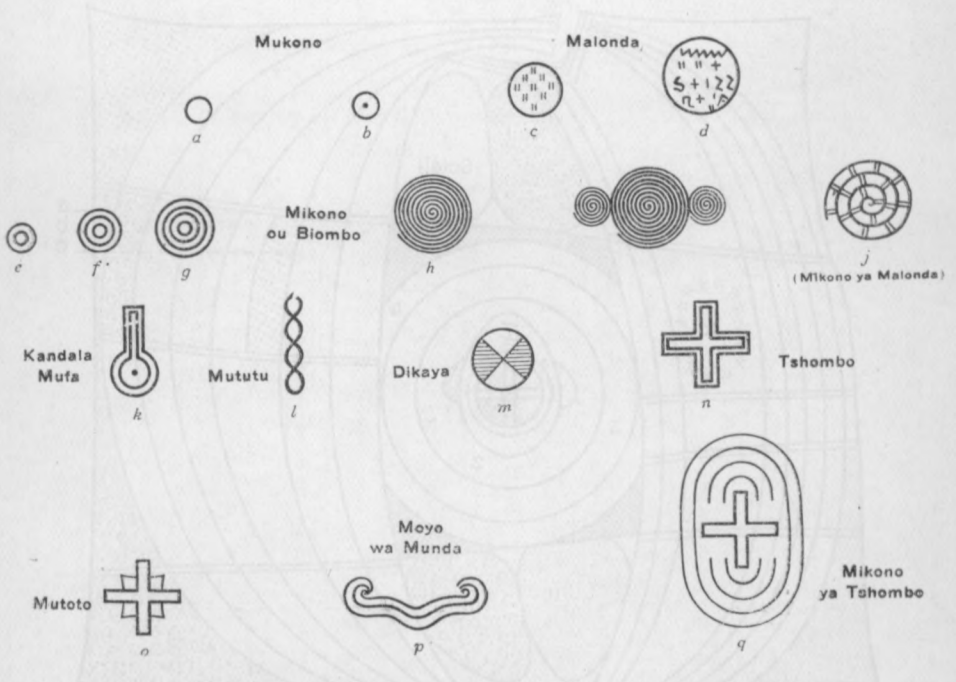 Mukono
Malonda
a
b
c
d
Mikono
ou Biombo
e
f
g
h
j
(Mikono ya Malonda)
Kandala
Mufa
Mututu
Dikaya
Tshombo
k
l
m
n
Moyo
wa Munda
Mutoto
Mikono
ya Tshombo
o
p
q